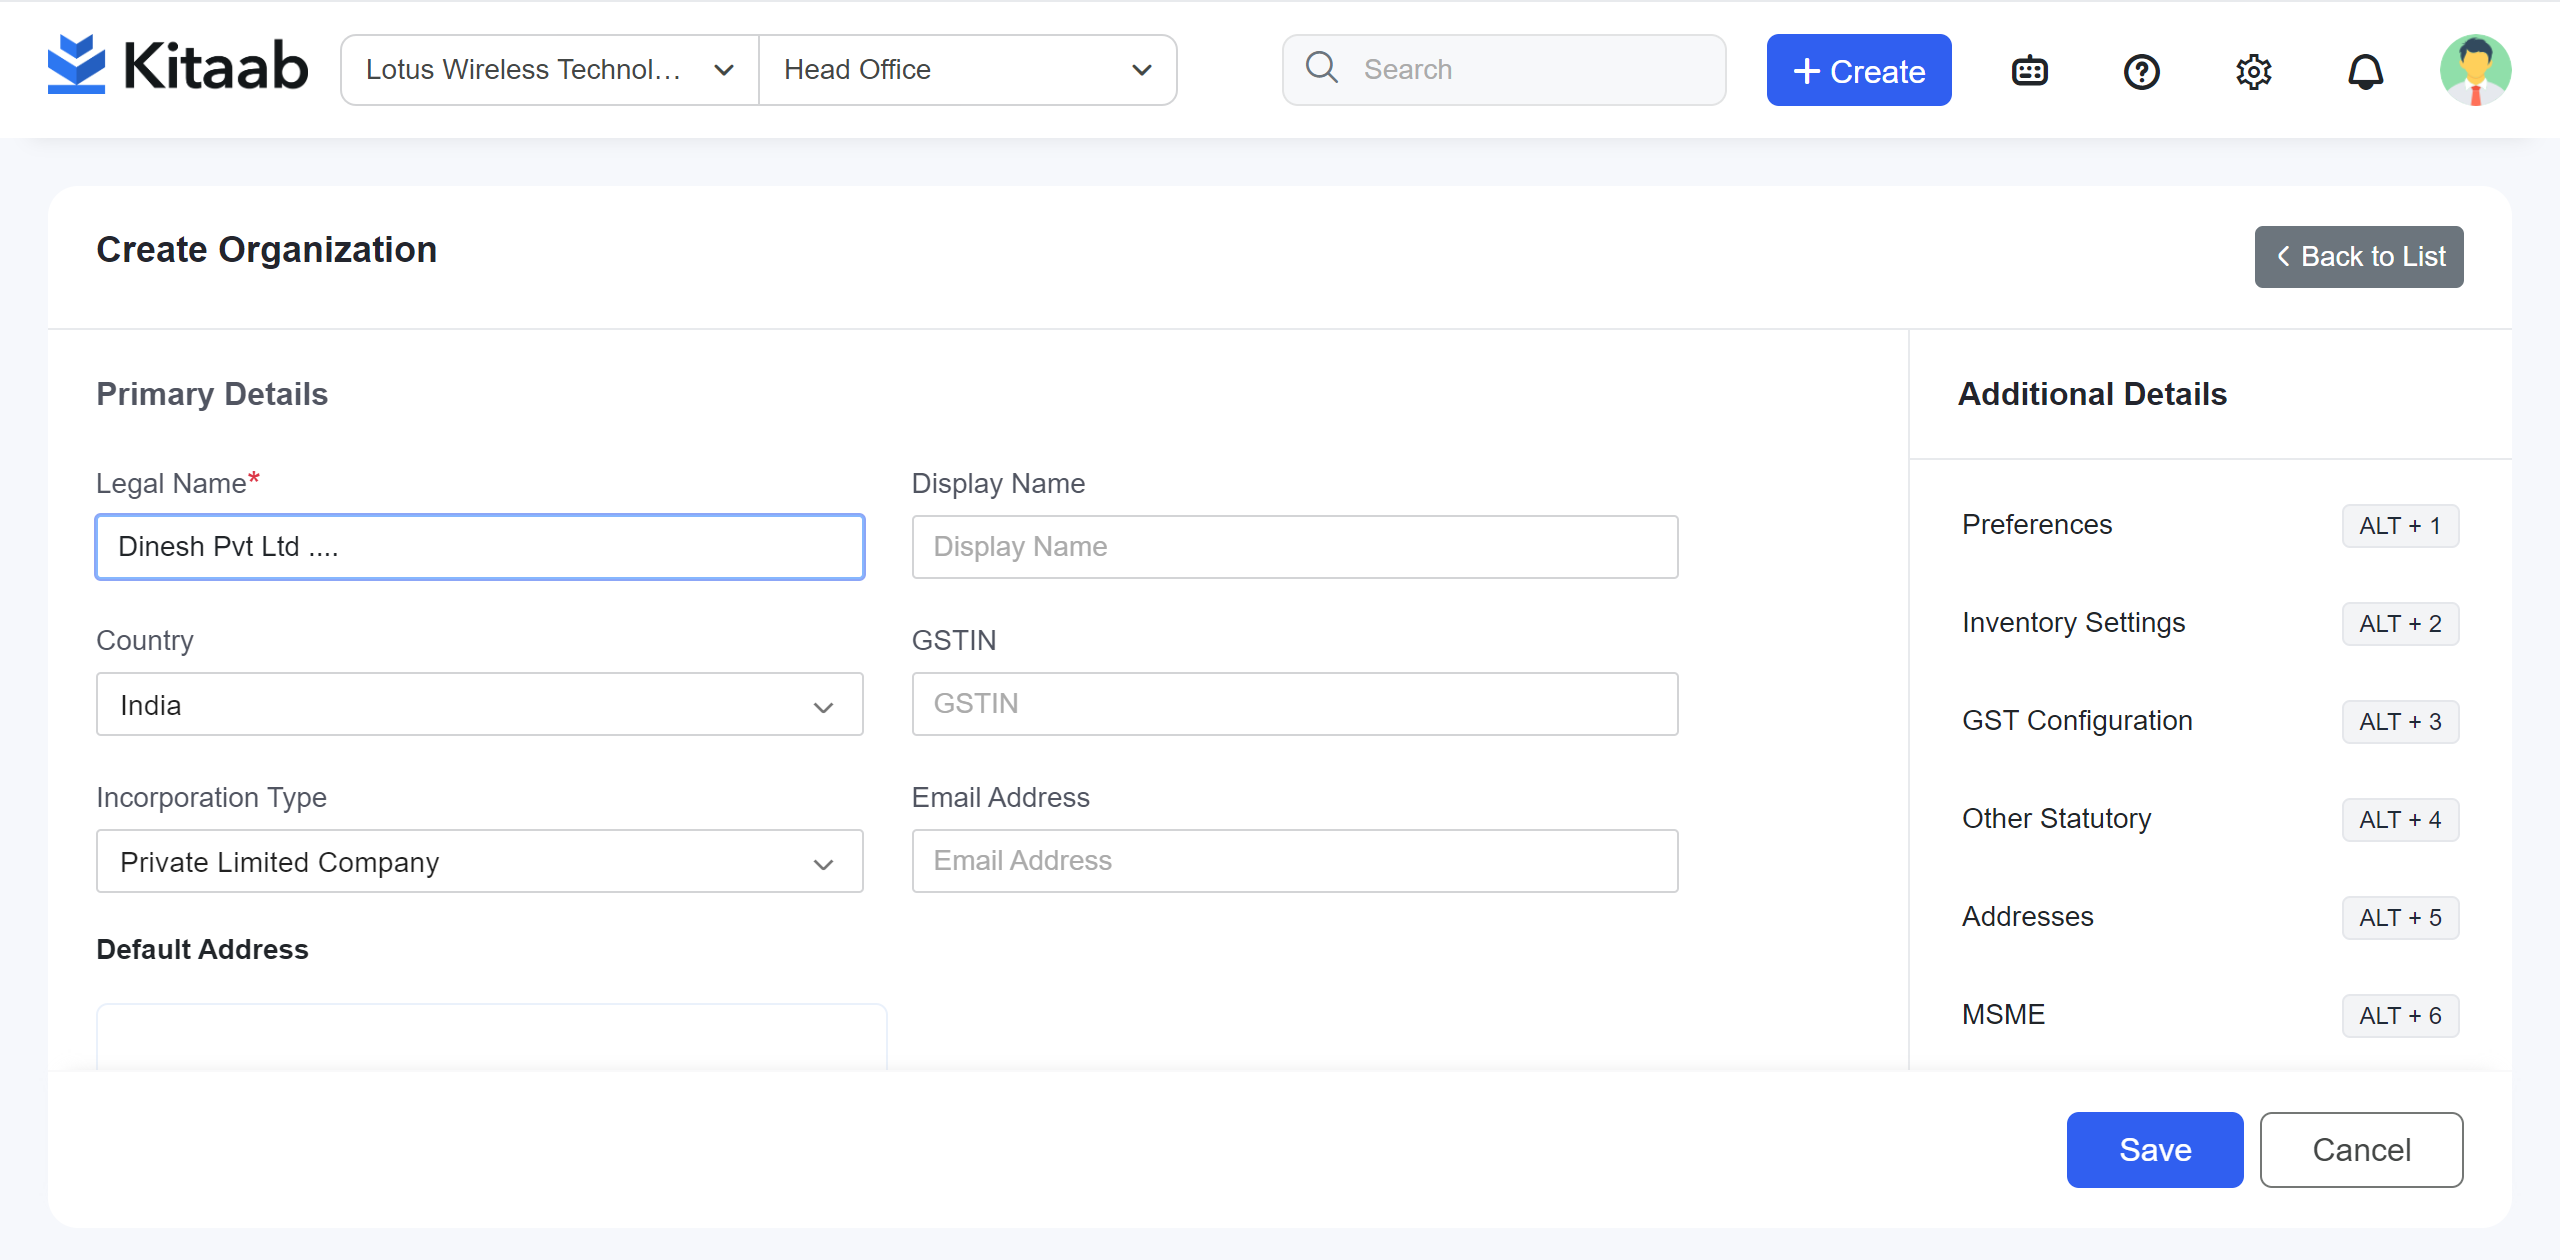 Kitaab
Lotus Wireless Technol...
Head Office
Search
+ Create
Create Organization
< Back to List
Primary Details
Additional Details
Legal Name*
Display Name
Dinesh Pvt Ltd ....
Display Name
Country
GSTIN
India
GSTIN
Incorporation Type
Email Address
Private Limited Company
Email Address
Default Address
Preferences
ALT + 1
Inventory Settings
ALT + 2
GST Configuration
ALT + 3
Other Statutory
ALT + 4
Addresses
ALT + 5
MSME
ALT + 6
Save
Cancel